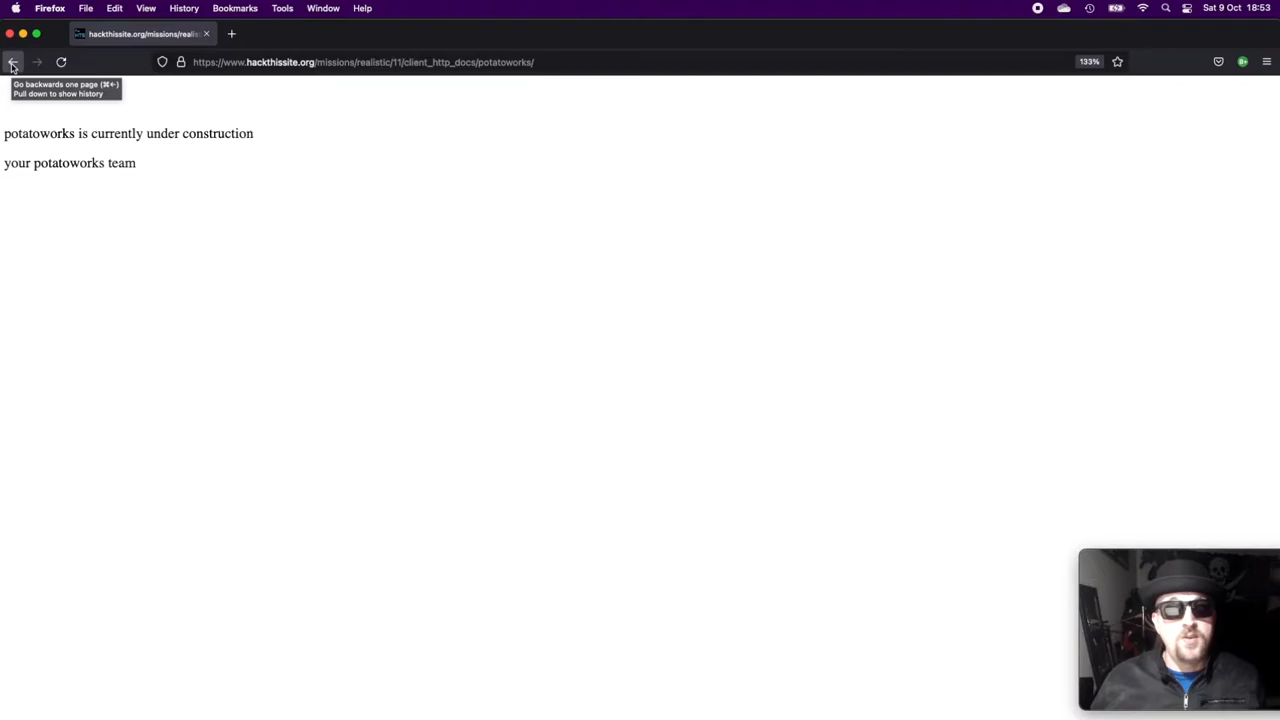 Firefox File Edit View History Bookmarks Tools Window Help Sat 9 Oct 18:53
hackthissite.org/missions/realis
https://www.hackthissite.org/missions/realistic/11/client_http_docs/potatoworks/ 133%
Go backwards one page (⌘←)
Pull down to show history
potatoworks is currently under construction
your potatoworks team